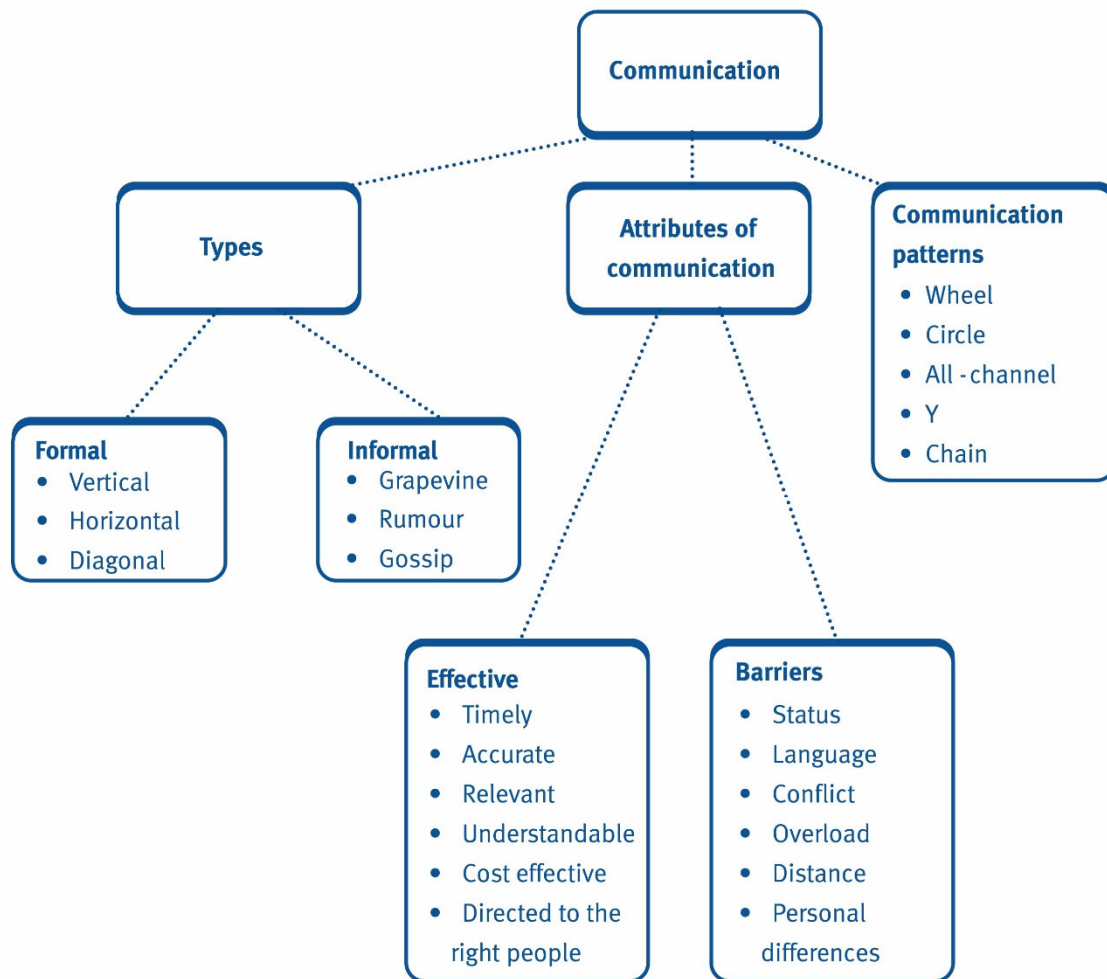 Communication
Types
Attributes of
communication
Communication
patterns
• Wheel
• Circle
• All - channel
• Y
• Chain
Formal
• Vertical
• Horizontal
• Diagonal
Informal
• Grapevine
• Rumour
• Gossip
Effective
• Timely
• Accurate
• Relevant
• Understandable
• Cost effective
• Directed to the
right people
Barriers
• Status
• Language
• Conflict
• Overload
• Distance
• Personal
differences